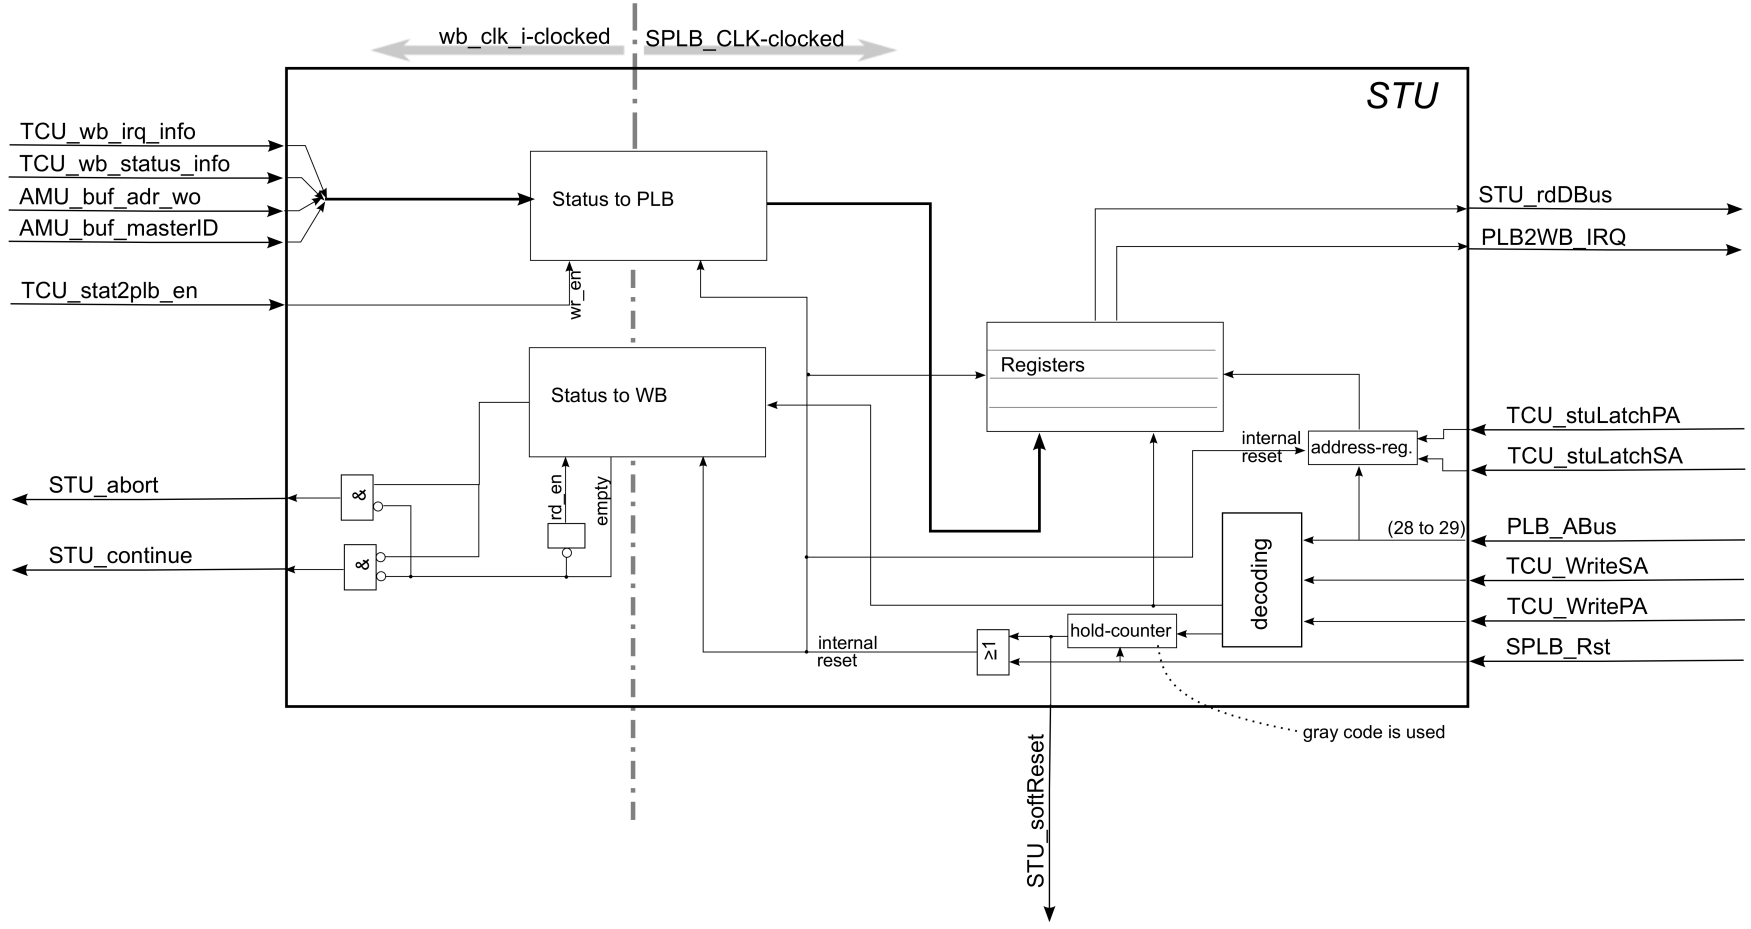 wb_clk_i-clocked
SPLB_CLK-clocked
STU
TCU_wb_irq_info
TCU_wb_status_info
AMU_buf_adr_wo
AMU_buf_masterID
TCU_stat2plb_en
Status to PLB
wr_en
STU_rdDBus
PLB2WB_IRQ
Registers
Status to WB
rd_en
empty
STU_abort
&
STU_continue
&
internal
reset
address-reg.
TCU_stuLatchPA
TCU_stuLatchSA
(28 to 29)
PLB_ABus
TCU_WriteSA
TCU_WritePA
SPLB_Rst
decoding
hold-counter
≥1
internal
reset
gray code is used
STU_softReset